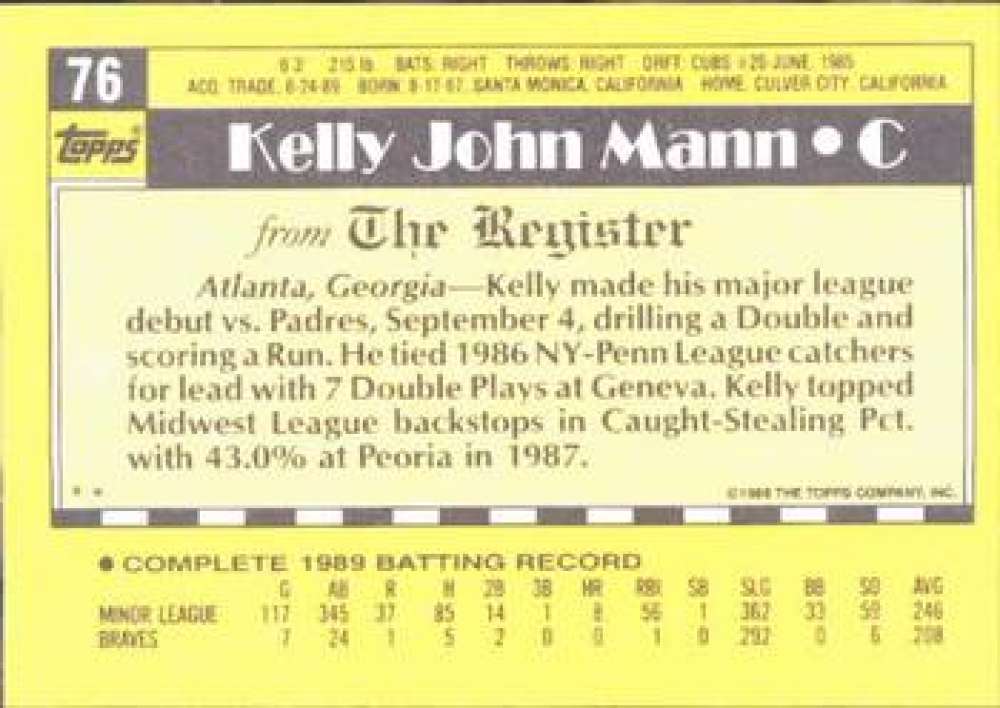 76
6'3" 215 lb. BATS: RIGHT THROWS: RIGHT DRFT: CUBS #26-JUNE, 1985
ACQ: TRADE, 8-24-89 BORN: 8-17-67, SANTA MONICA, CALIFORNIA HOME: CULVER CITY, CALIFORNIA
topps®
Kelly John Mann • C
from The Register
Atlanta, Georgia—Kelly made his major league
debut vs. Padres, September 4, drilling a Double and
scoring a Run. He tied 1986 NY-Penn League catchers
for lead with 7 Double Plays at Geneva. Kelly topped
Midwest League backstops in Caught-Stealing Pct.
with 43.0% at Peoria in 1987.
* *
©1989 THE TOPPS COMPANY, INC.
• COMPLETE 1989 BATTING RECORD
G AB R H 2B 3B HR RBI SB SLG BB SO AVG
MINOR LEAGUE 117 345 37 85 14 1 8 56 1 .362 33 59 .246
BRAVES 7 24 1 5 2 0 0 1 0 .292 0 6 .208